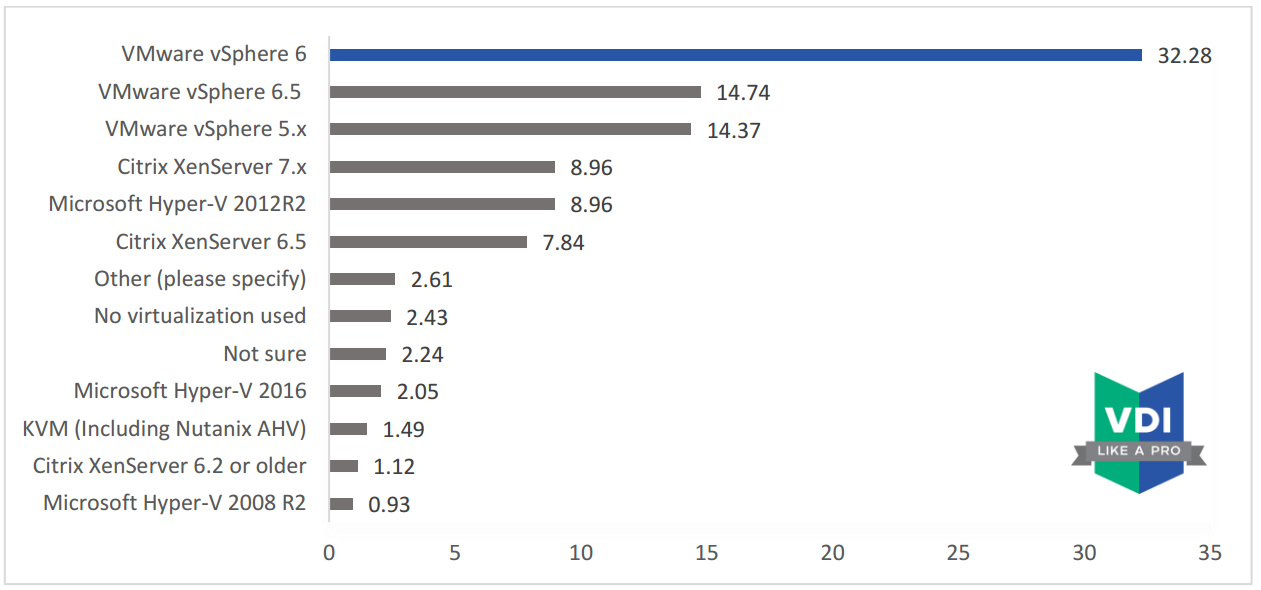 VMware vSphere 6 32.28
VMware vSphere 6.5 14.74
VMware vSphere 5.x 14.37
Citrix XenServer 7.x 8.96
Microsoft Hyper-V 2012R2 8.96
Citrix XenServer 6.5 7.84
Other (please specify) 2.61
No virtualization used 2.43
Not sure 2.24
Microsoft Hyper-V 2016 2.05
KVM (Including Nutanix AHV) 1.49
Citrix XenServer 6.2 or older 1.12
Microsoft Hyper-V 2008 R2 0.93
0 5 10 15 20 25 30 35
VDI
LIKE A PRO